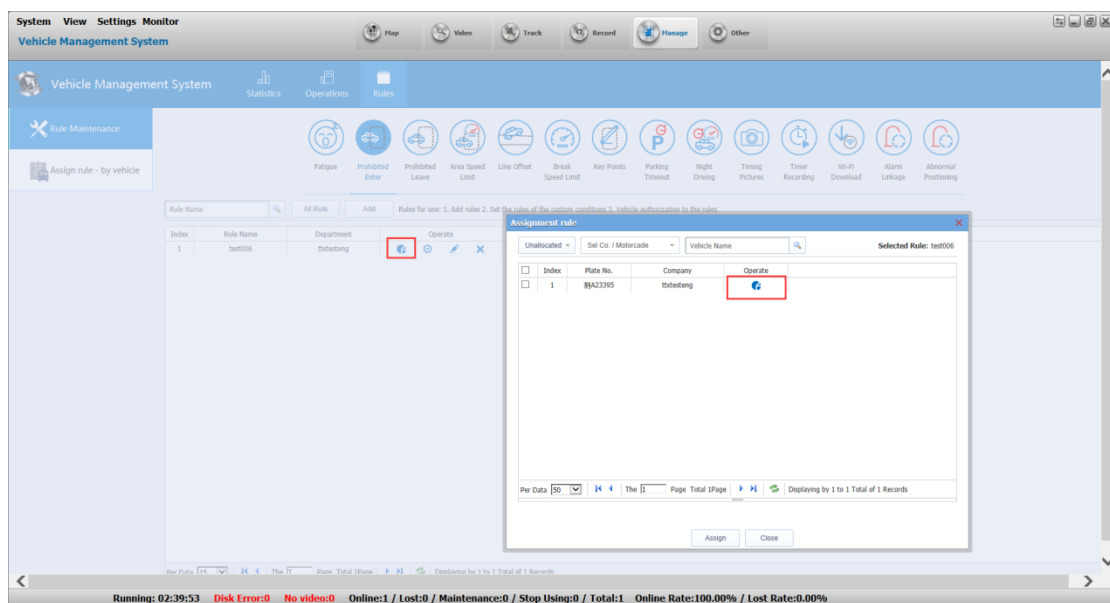 System View Settings Monitor
Vehicle Management System
Map
Video
Track
Record
Manage
Other
Vehicle Management System
Statistics
Operations
Rules
Rule Maintenance
Assign rule - by vehicle
Fatigue
Prohibited Enter
Prohibited Leave
Area Speed Limit
Line Offset
Break Speed Limit
Key Points
Parking Timeout
Night Driving
Timing Pictures
Timer Recording
Wi-Fi Download
Alarm Linkage
Abnormal Positioning
Rule Name
All Rule
Add
Rules for use: 1. Add rules 2. Set the rules of the custom conditions 3. Vehicle authorization to the rules
Index Rule Name Department Operate
1 test006 ttxtesteng
Assignment rule
Unallocated
Sel Co. / Motorcade
Vehicle Name
Selected Rule: test006
Index Plate No. Company Operate
1 测A23395 ttxtesteng
Per Data 50 The 1 Page Total 1Page Displaying by 1 to 1 Total of 1 Records
Assign
Close
Per Data 15 The 1 Page Total 1Page Displaying by 1 to 1 Total of 1 Records
Running: 02:39:53 Disk Error:0 No video:0 Online:1 / Lost:0 / Maintenance:0 / Stop Using:0 / Total:1 Online Rate:100.00% / Lost Rate:0.00%